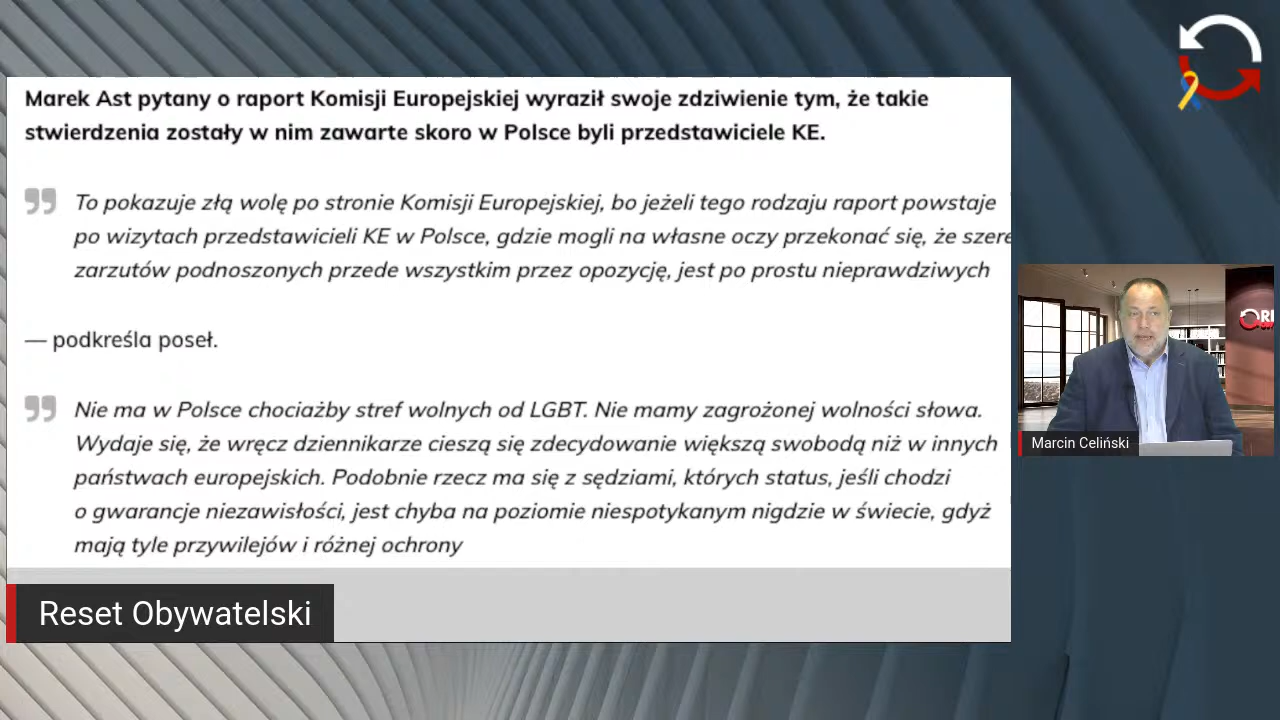 Marek Ast pytany o raport Komisji Europejskiej wyraził swoje zdziwienie tym, że takie
stwierdzenia zostały w nim zawarte skoro w Polsce byli przedstawiciele KE.
To pokazuje złą wolę po stronie Komisji Europejskiej, bo jeżeli tego rodzaju raport powstaje
po wizytach przedstawicieli KE w Polsce, gdzie mogli na własne oczy przekonać się, że szere
zarzutów podnoszonych przede wszystkim przez opozycję, jest po prostu nieprawdziwych
— podkreśla poseł.
Nie ma w Polsce chociażby stref wolnych od LGBT. Nie mamy zagrożonej wolności słowa.
Wydaje się, że wręcz dziennikarze cieszą się zdecydowanie większą swobodą niż w innych
państwach europejskich. Podobnie rzecz ma się z sędziami, których status, jeśli chodzi
o gwarancje niezawisłości, jest chyba na poziomie niespotykanym nigdzie w świecie, gdyż
mają tyle przywilejów i różnej ochrony
Reset Obywatelski
Marcin Celiński